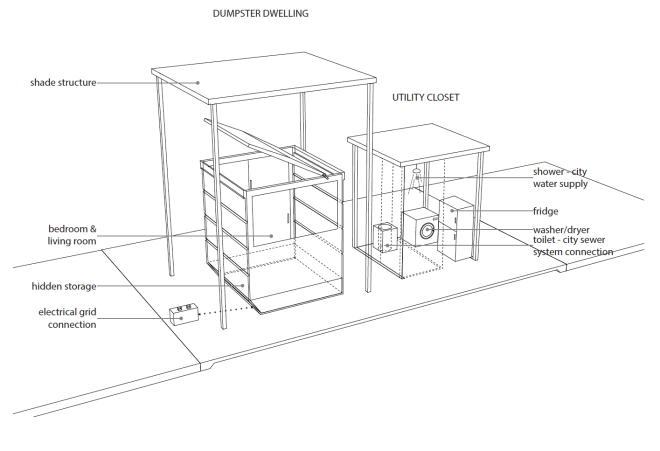 DUMPSTER DWELLING
shade structure
UTILITY CLOSET
shower - city
water supply
fridge
bedroom &
living room
washer/dryer
toilet - city sewer
system connection
hidden storage
electrical grid
connection